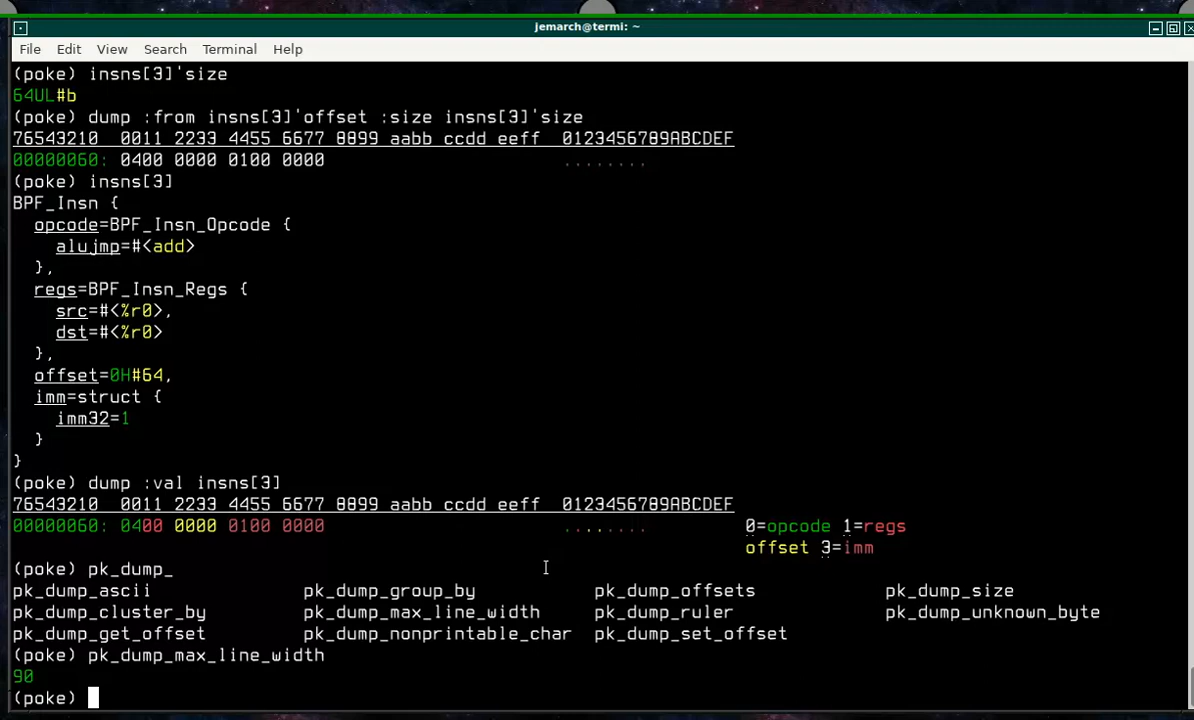 jemarch@termi: ~
File Edit View Search Terminal Help
(poke) insns[3]'size
64UL#b
(poke) dump :from insns[3]'offset :size insns[3]'size
76543210  0011 2233 4455 6677 8899 aabb ccdd eeff  0123456789ABCDEF
00000060: 0400 0000 0100 0000                      ........
(poke) insns[3]
BPF_Insn {
  opcode=BPF_Insn_Opcode {
    alujmp=#<add>
  },
  regs=BPF_Insn_Regs {
    src=#<%r0>,
    dst=#<%r0>
  },
  offset=0H#64,
  imm=struct {
    imm32=1
  }
}
(poke) dump :val insns[3]
76543210  0011 2233 4455 6677 8899 aabb ccdd eeff  0123456789ABCDEF
00000060: 0400 0000 0100 0000                      ........         0=opcode 1=regs
offset 3=imm
(poke) pk_dump_
pk_dump_ascii pk_dump_group_by pk_dump_offsets pk_dump_size
pk_dump_cluster_by pk_dump_max_line_width pk_dump_ruler pk_dump_unknown_byte
pk_dump_get_offset pk_dump_nonprintable_char pk_dump_set_offset
(poke) pk_dump_max_line_width
90
(poke)